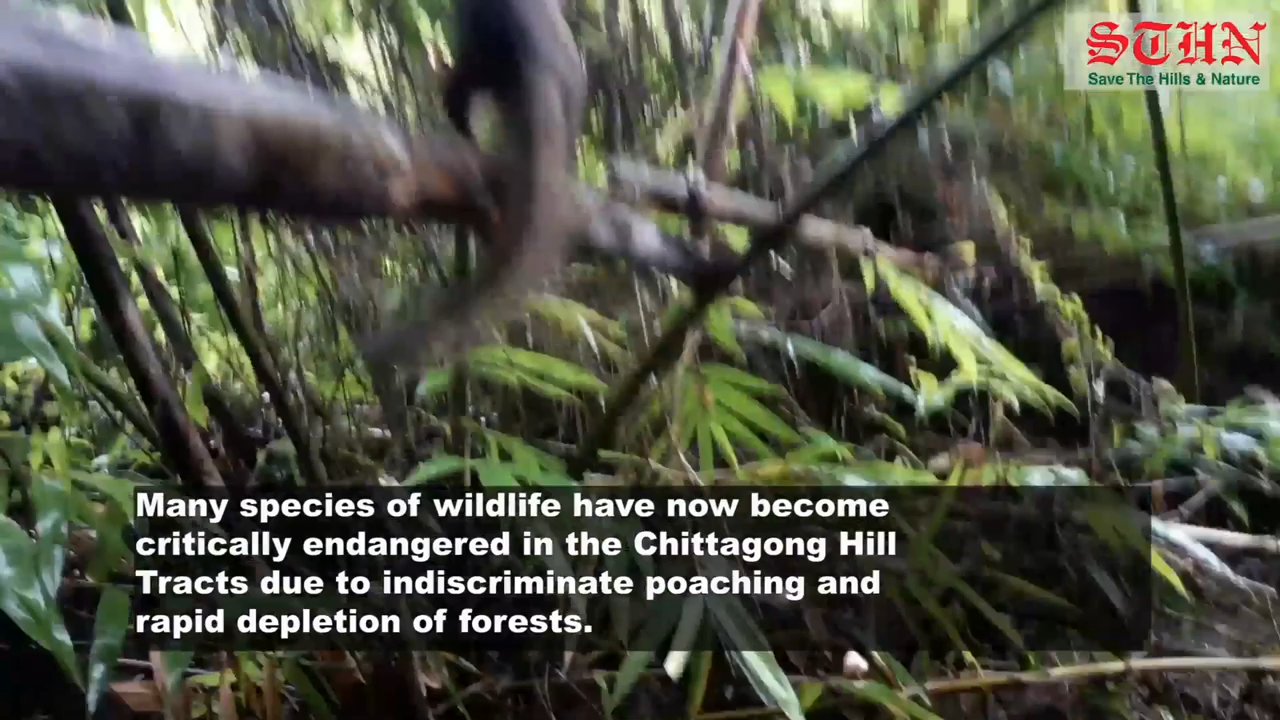 STHN
Save The Hills & Nature
Many species of wildlife have now become
critically endangered in the Chittagong Hill
Tracts due to indiscriminate poaching and
rapid depletion of forests.